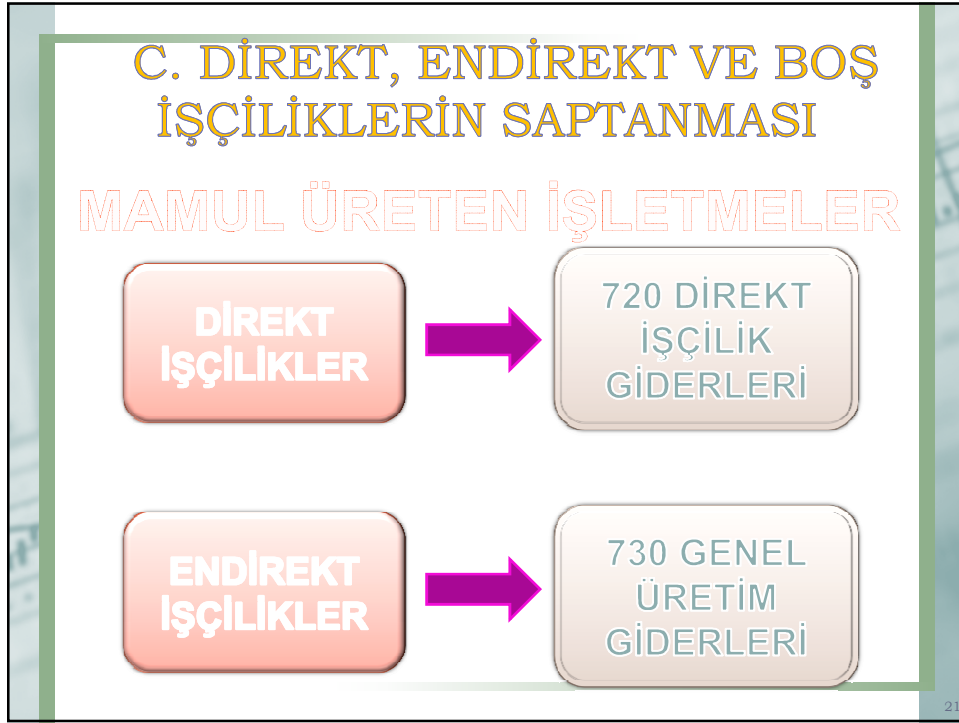 C. DİREKT, ENDİREKT VE BOŞ
İŞÇİLİKLERİN SAPTANMASI
MAMUL ÜRETEN İŞLETMELER
DİREKT
İŞÇİLİKLER
720 DİREKT
İŞÇİLİK
GİDERLERİ
ENDİREKT
İŞÇİLİKLER
730 GENEL
ÜRETİM
GİDERLERİ
21